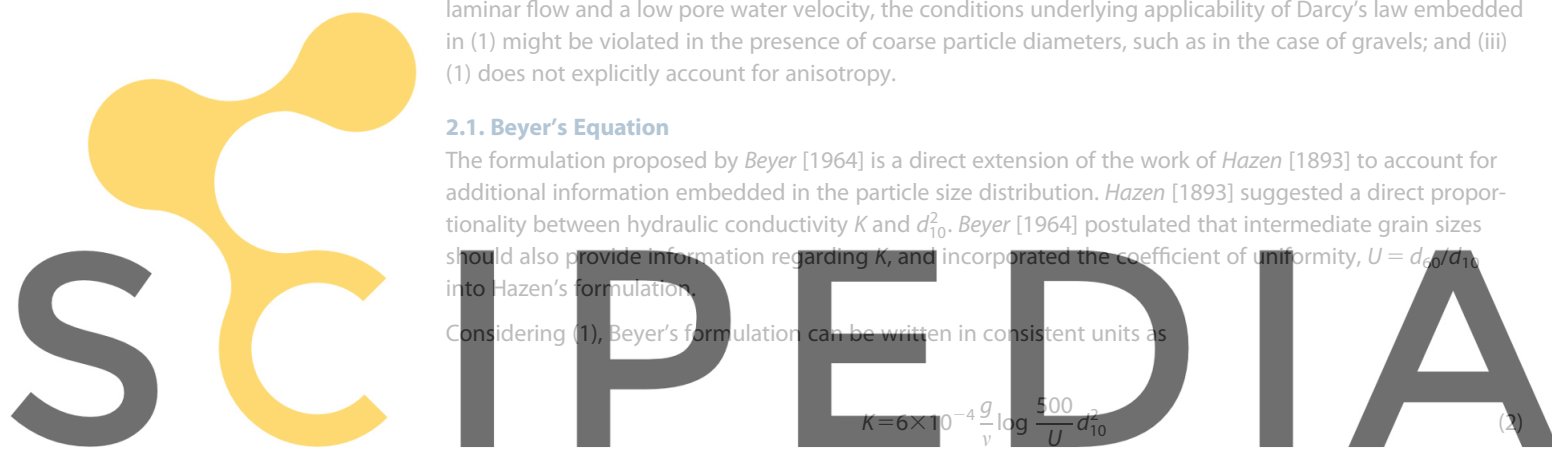 laminar flow and a low pore water velocity, the conditions underlying applicability of Darcy's law embedded
in (1) might be violated in the presence of coarse particle diameters, such as in the case of gravels; and (iii)
(1) does not explicitly account for anisotropy.
2.1. Beyer's Equation
The formulation proposed by Beyer [1964] is a direct extension of the work of Hazen [1893] to account for
additional information embedded in the particle size distribution. Hazen [1893] suggested a direct propor-
tionality between hydraulic conductivity K and d₁₀². Beyer [1964] postulated that intermediate grain sizes
should also provide information regarding K, and incorporated the coefficient of uniformity, U = d₆₀/d₁₀
into Hazen's formulation.
Considering (1), Beyer's formulation can be written in consistent units as
K=6×10⁻⁴ g/ν log 500/U d₁₀² (2)
SCIPEDIA